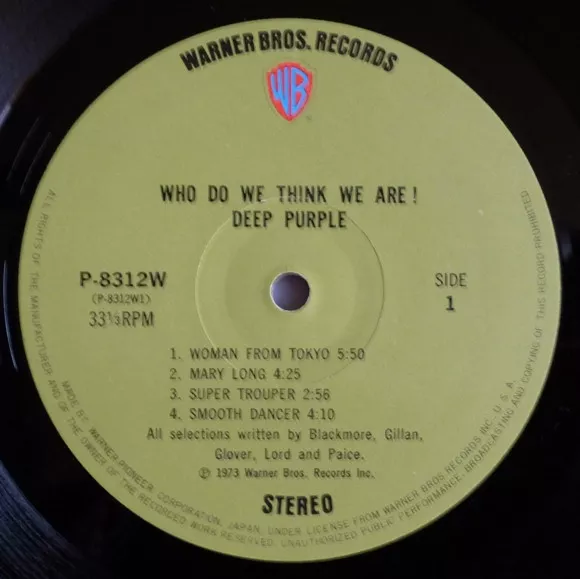 WARNER BROS. RECORDS
WB
WHO DO WE THINK WE ARE!
DEEP PURPLE
P-8312W
(P-8312W1)
33⅓RPM
SIDE
1
1. WOMAN FROM TOKYO 5:50
2. MARY LONG 4:25
3. SUPER TROUPER 2:56
4. SMOOTH DANCER 4:10
All selections written by Blackmore, Gillan,
Glover, Lord and Paice.
℗ 1973 Warner Bros. Records Inc.
STEREO
MADE BY WARNER-PIONEER CORPORATION, JAPAN, UNDER LICENSE FROM WARNER BROS. RECORDS INC. U.S.A.
ALL RIGHTS OF THE MANUFACTURER AND OF THE OWNER OF THE RECORDED WORK RESERVED. UNAUTHORIZED PUBLIC PERFORMANCE, BROADCASTING AND COPYING OF THIS RECORD PROHIBITED